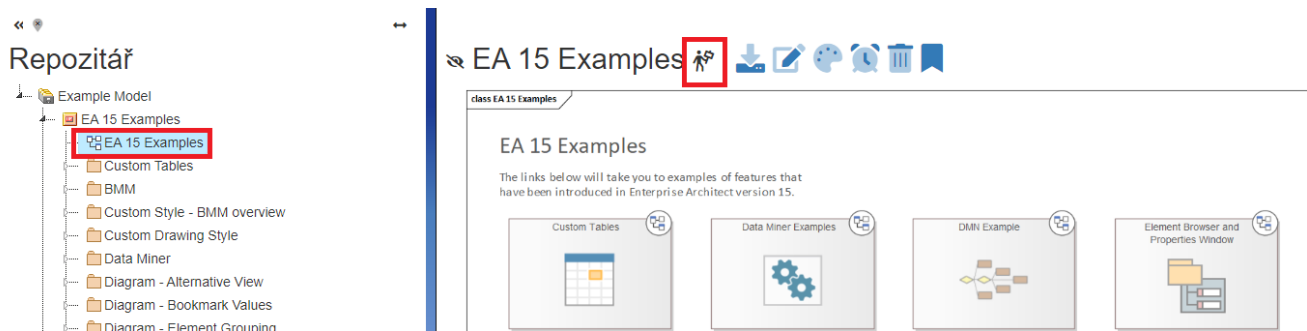 Repozitář
Example Model
EA 15 Examples
EA 15 Examples
Custom Tables
BMM
Custom Style - BMM overview
Custom Drawing Style
Data Miner
Diagram - Alternative View
Diagram - Bookmark Values
Diagram - Element Grouping
EA 15 Examples
class EA 15 Examples
EA 15 Examples
The links below will take you to examples of features that
have been introduced in Enterprise Architect version 15.
Custom Tables
Data Miner Examples
DMN Example
Element Browser and
Properties Window